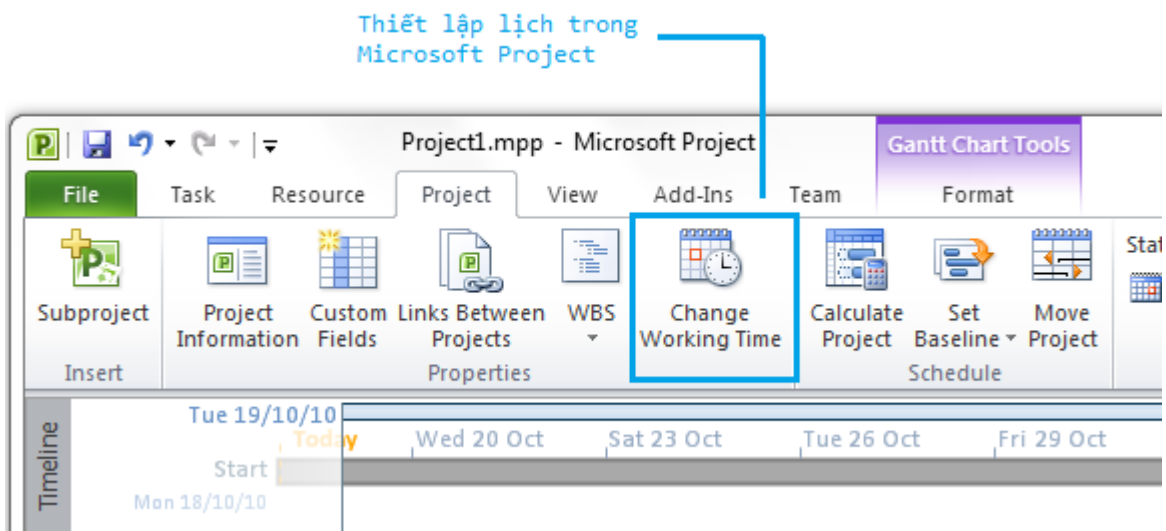 Thiết lập lịch trong
Microsoft Project
Project1.mpp - Microsoft Project
Gantt Chart Tools
File Task Resource Project View Add-Ins Team Format
Subproject
Project Information
Custom Fields
Links Between Projects
WBS
Change Working Time
Calculate Project
Set Baseline
Move Project
Stat
Insert Properties Schedule
Timeline
Tue 19/10/10
Today Wed 20 Oct Sat 23 Oct Tue 26 Oct Fri 29 Oct
Start
Mon 18/10/10